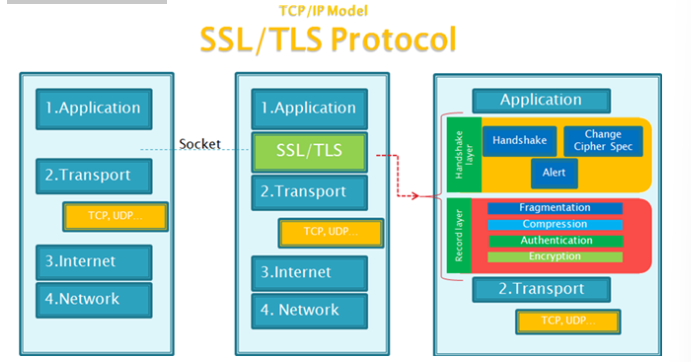 TCP/IP Model
SSL/TLS Protocol
1.Application
Socket
2.Transport
TCP, UDP...
3.Internet
4.Network
1.Application
SSL/TLS
2.Transport
TCP, UDP...
3.Internet
4. Network
Application
Handshake
layer
Handshake
Change
Cipher Spec
Alert
Record layer
Fragmentation
Compression
Authentication
Encryption
2.Transport
TCP, UDP...